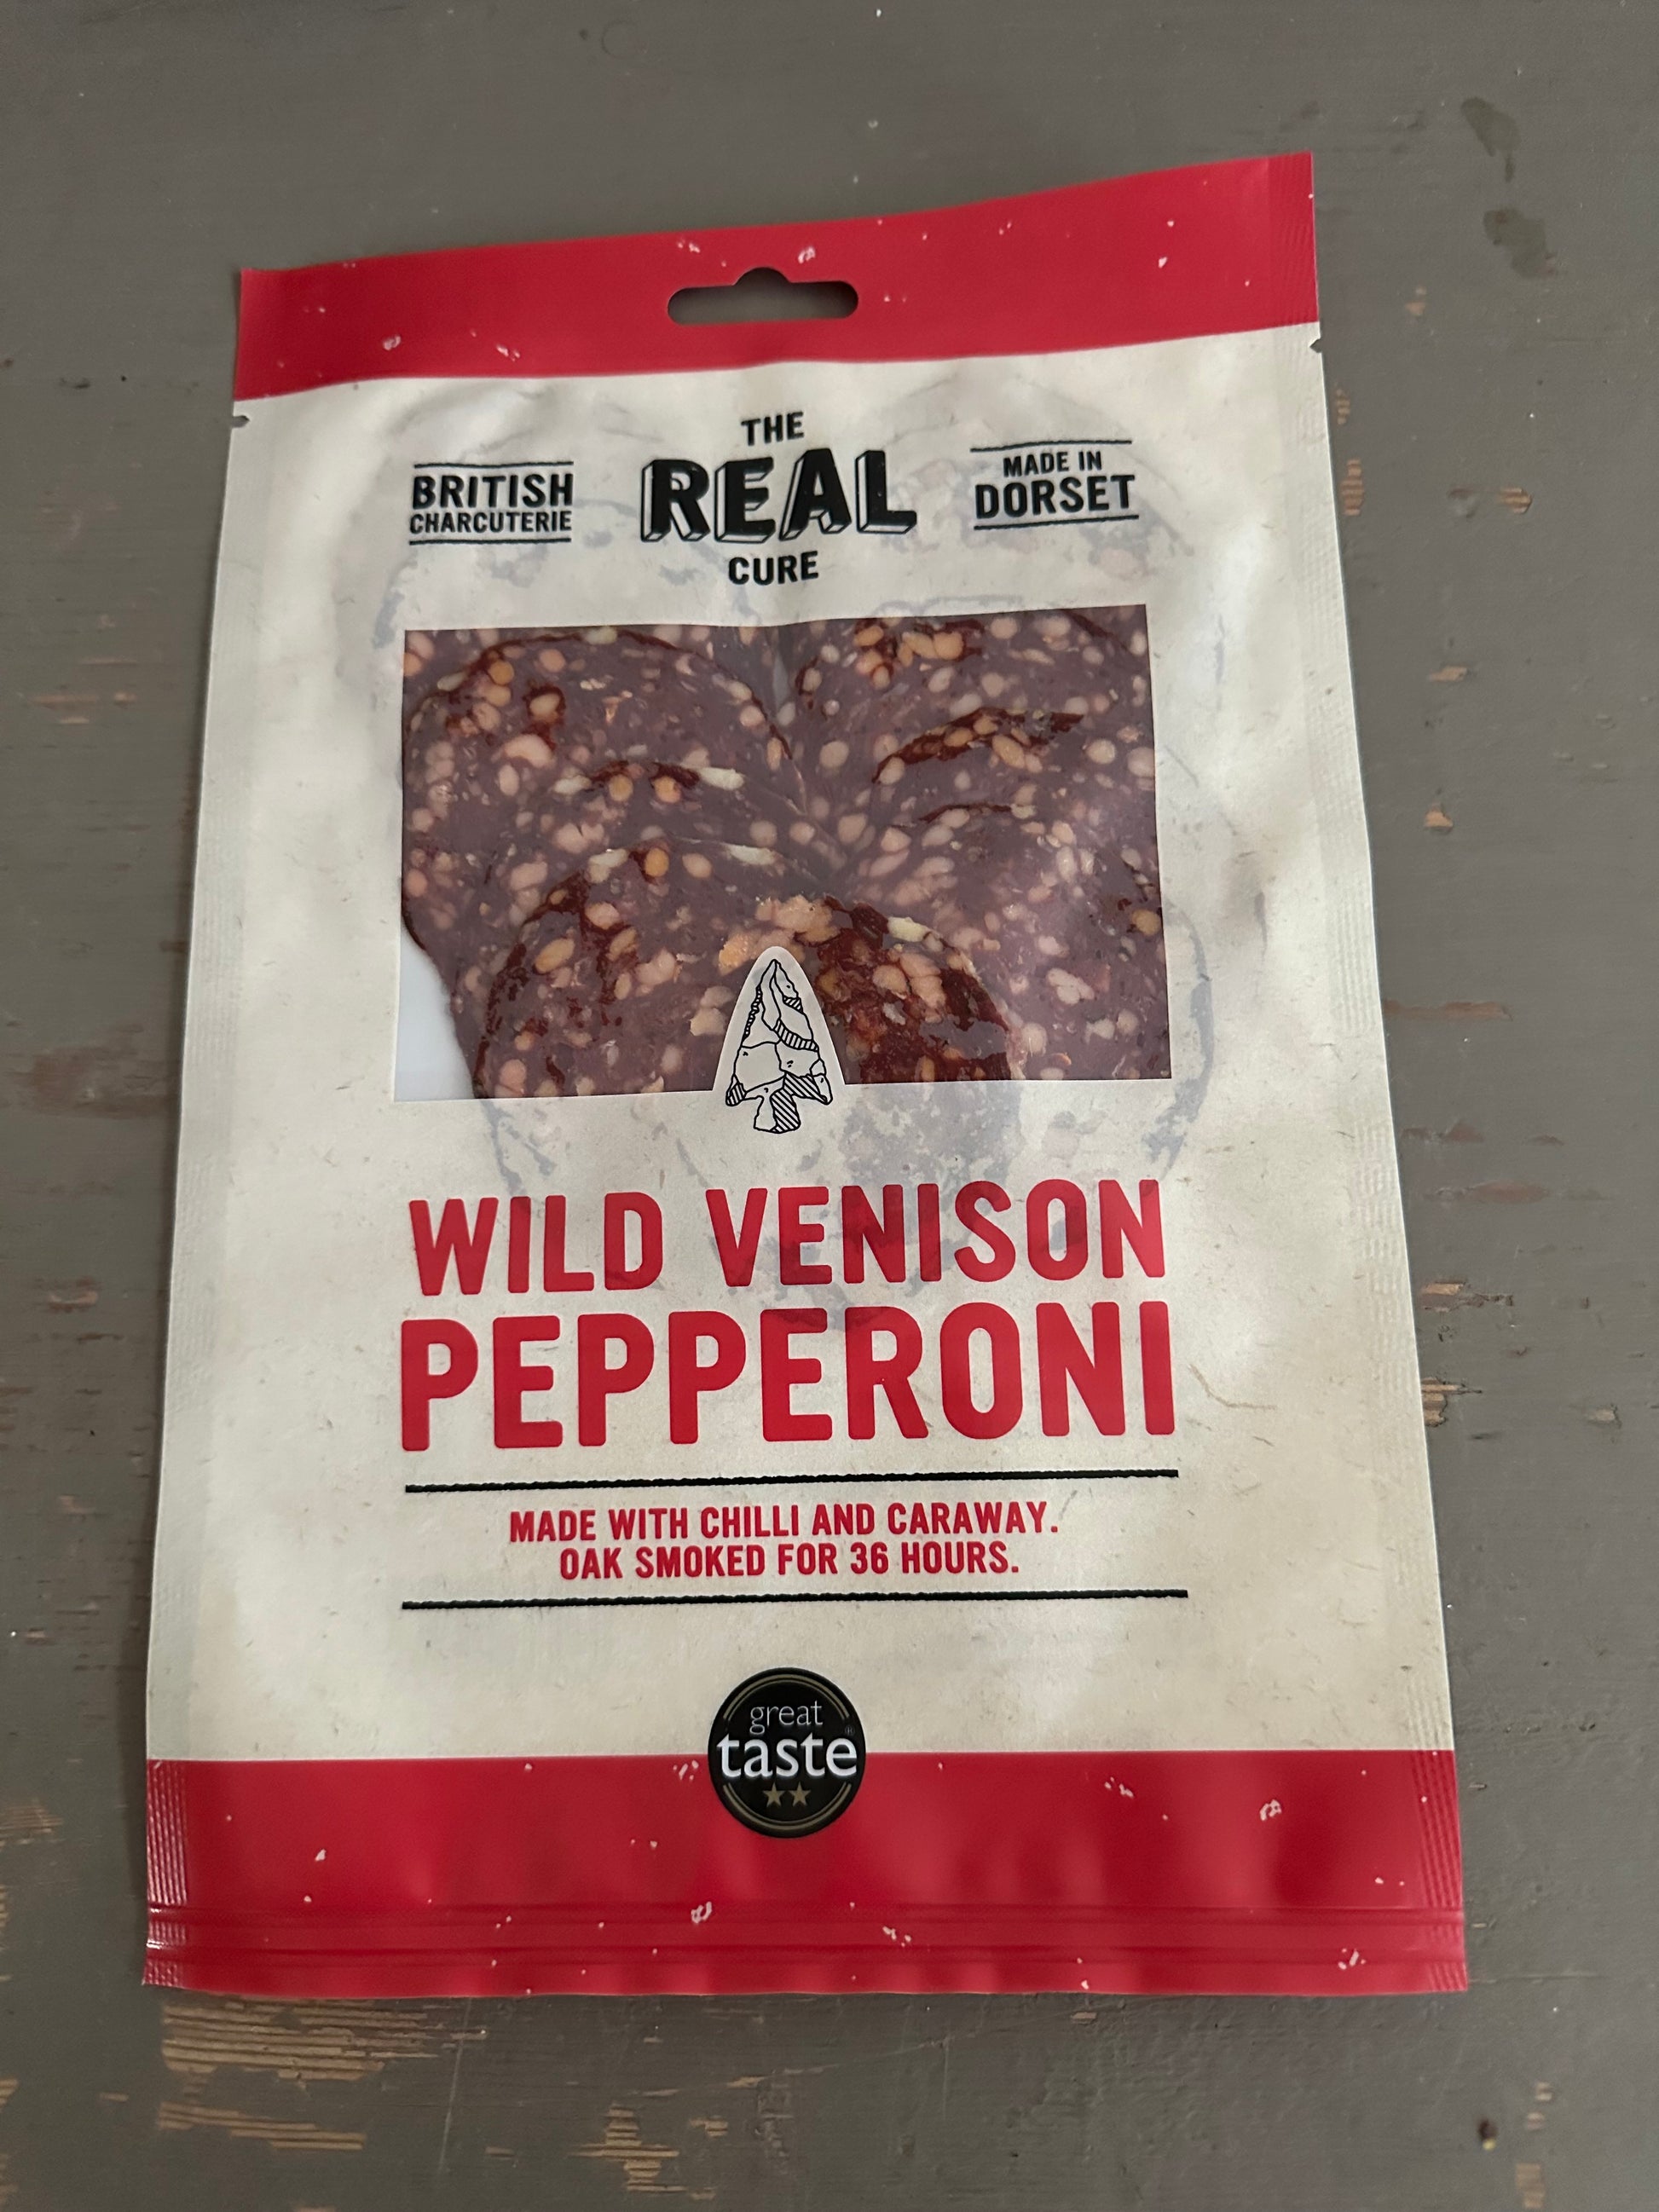 THE
REAL
CURE
BRITISH
CHARCUTERIE
MADE IN
DORSET
WILD VENISON
PEPPERONI
MADE WITH CHILLI AND CARAWAY.
OAK SMOKED FOR 36 HOURS.
great
taste®